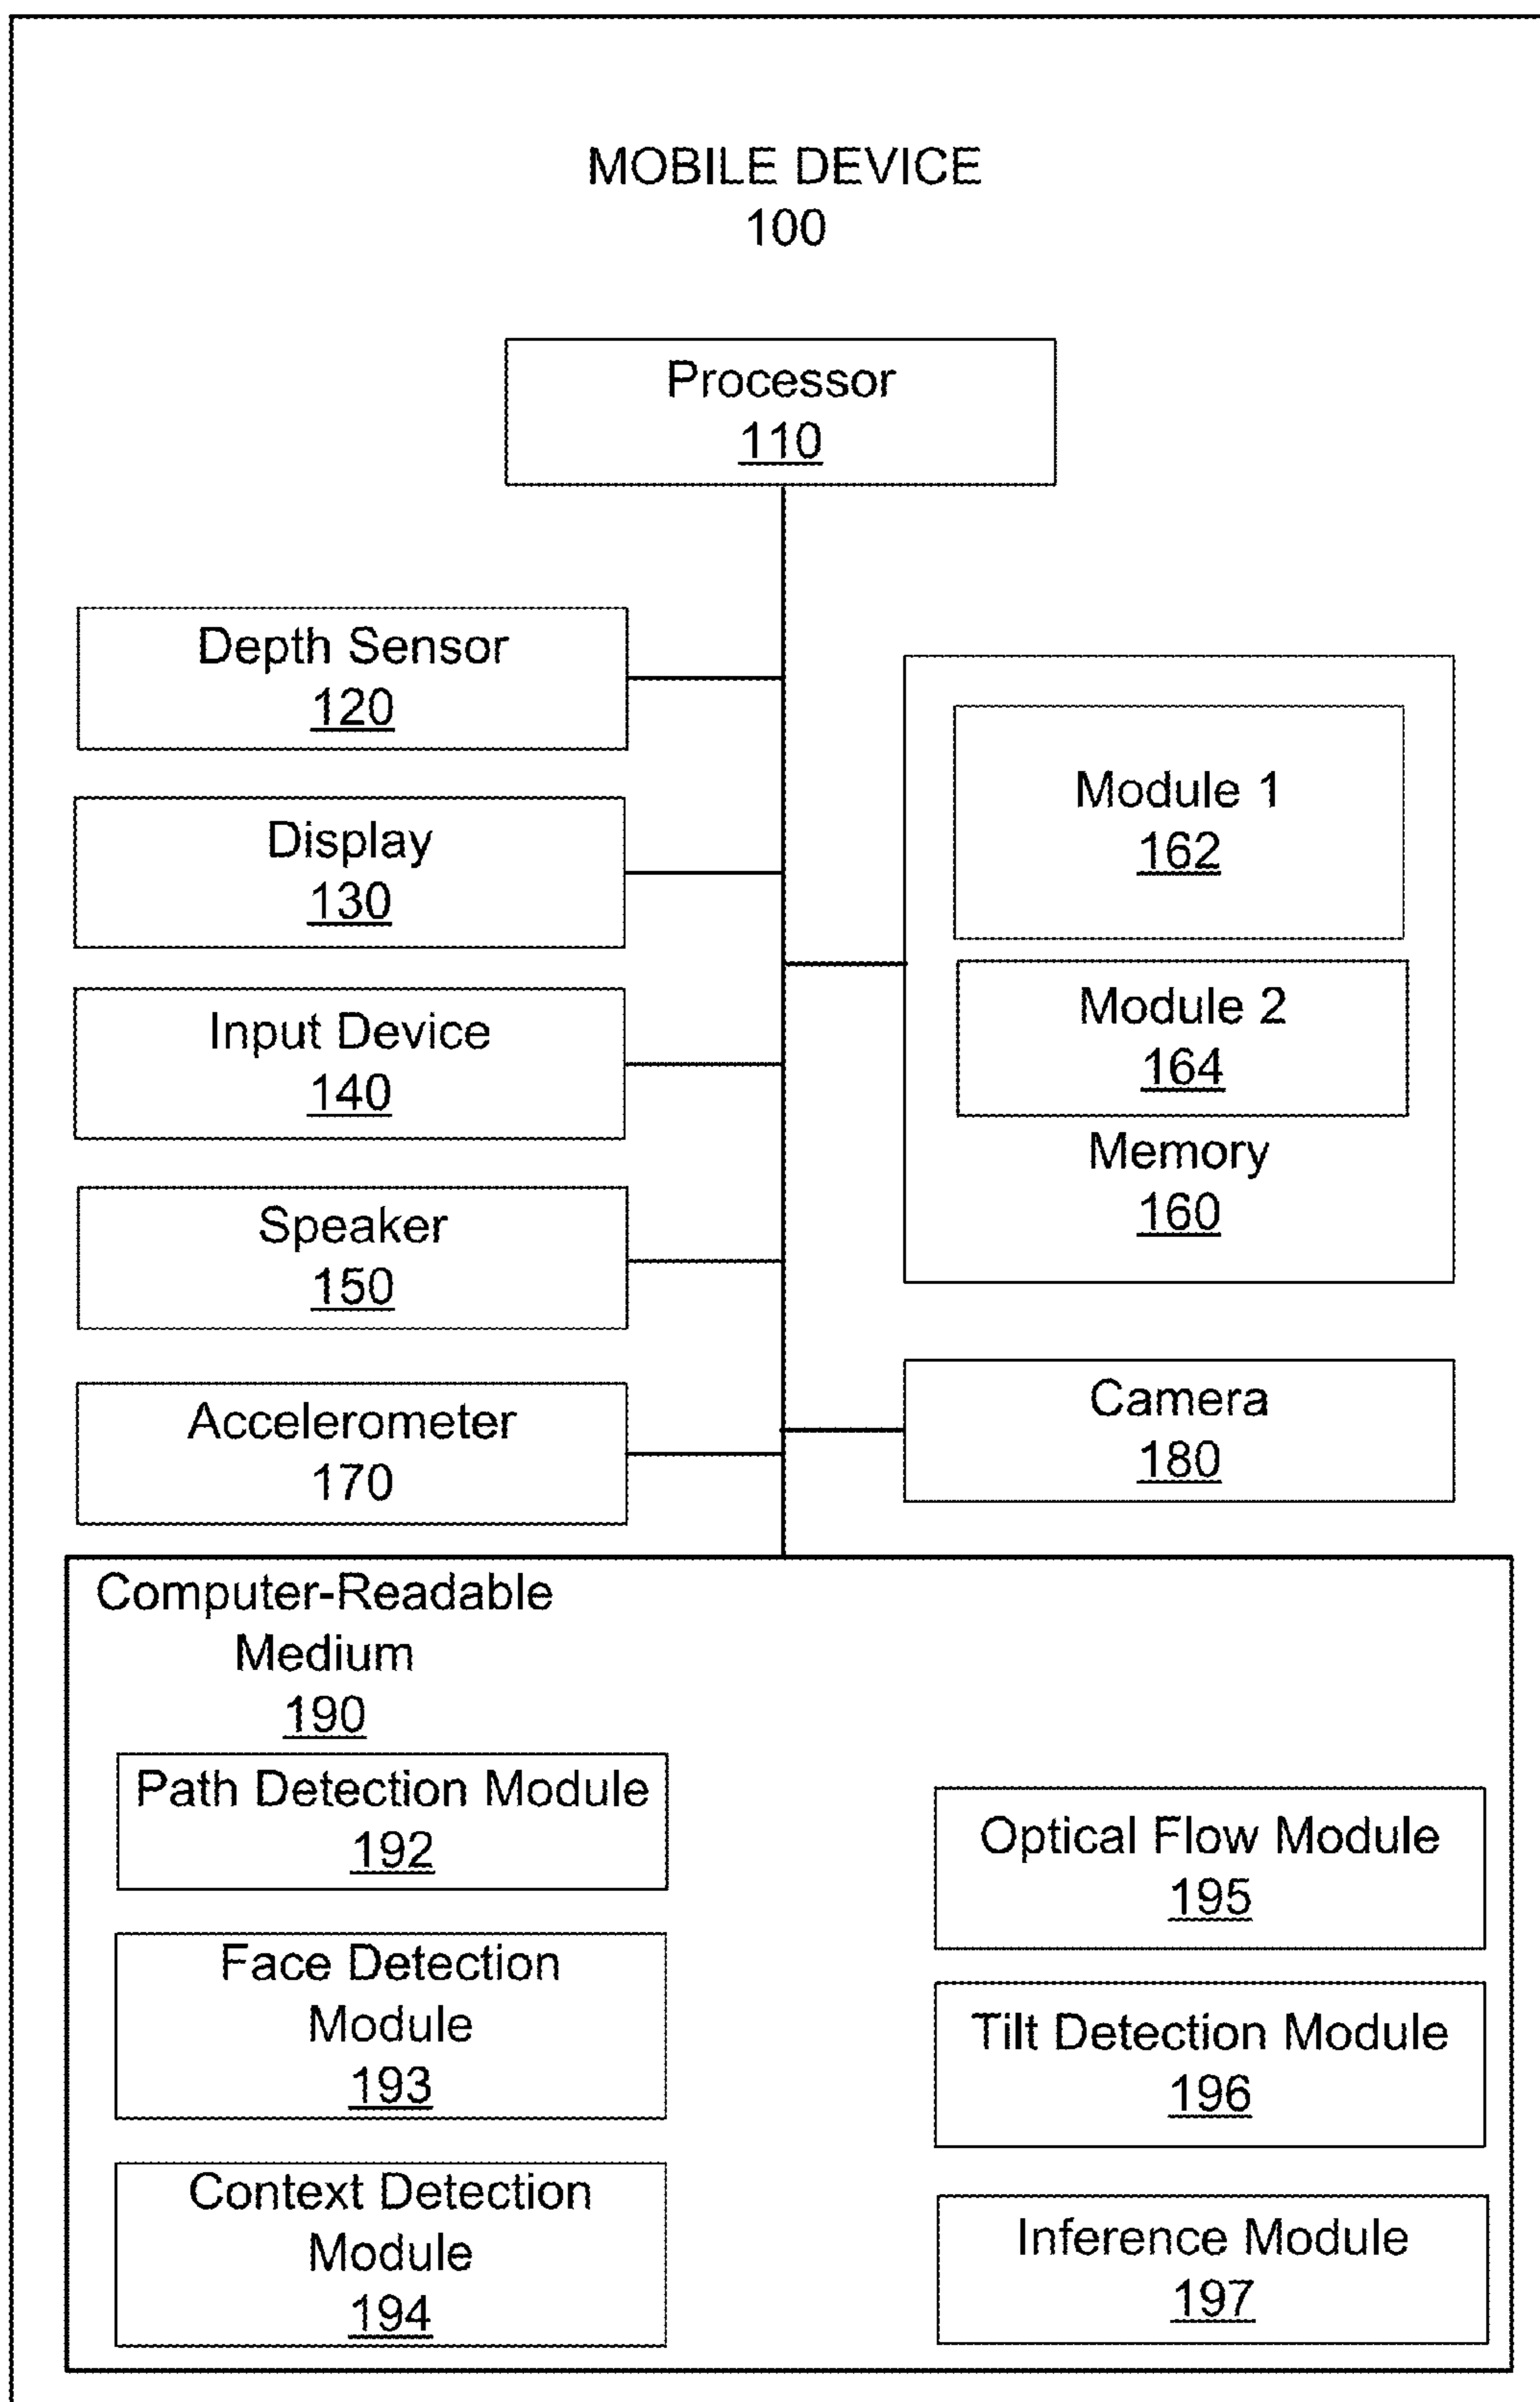 MOBILE DEVICE
100
Processor
110
Depth Sensor
120
Display
130
Input Device
140
Speaker
150
Accelerometer
170
Module 1
162
Module 2
164
Memory
160
Camera
180
Computer-Readable
Medium
190
Path Detection Module
192
Face Detection
Module
193
Context Detection
Module
194
Optical Flow Module
195
Tilt Detection Module
196
Inference Module
197